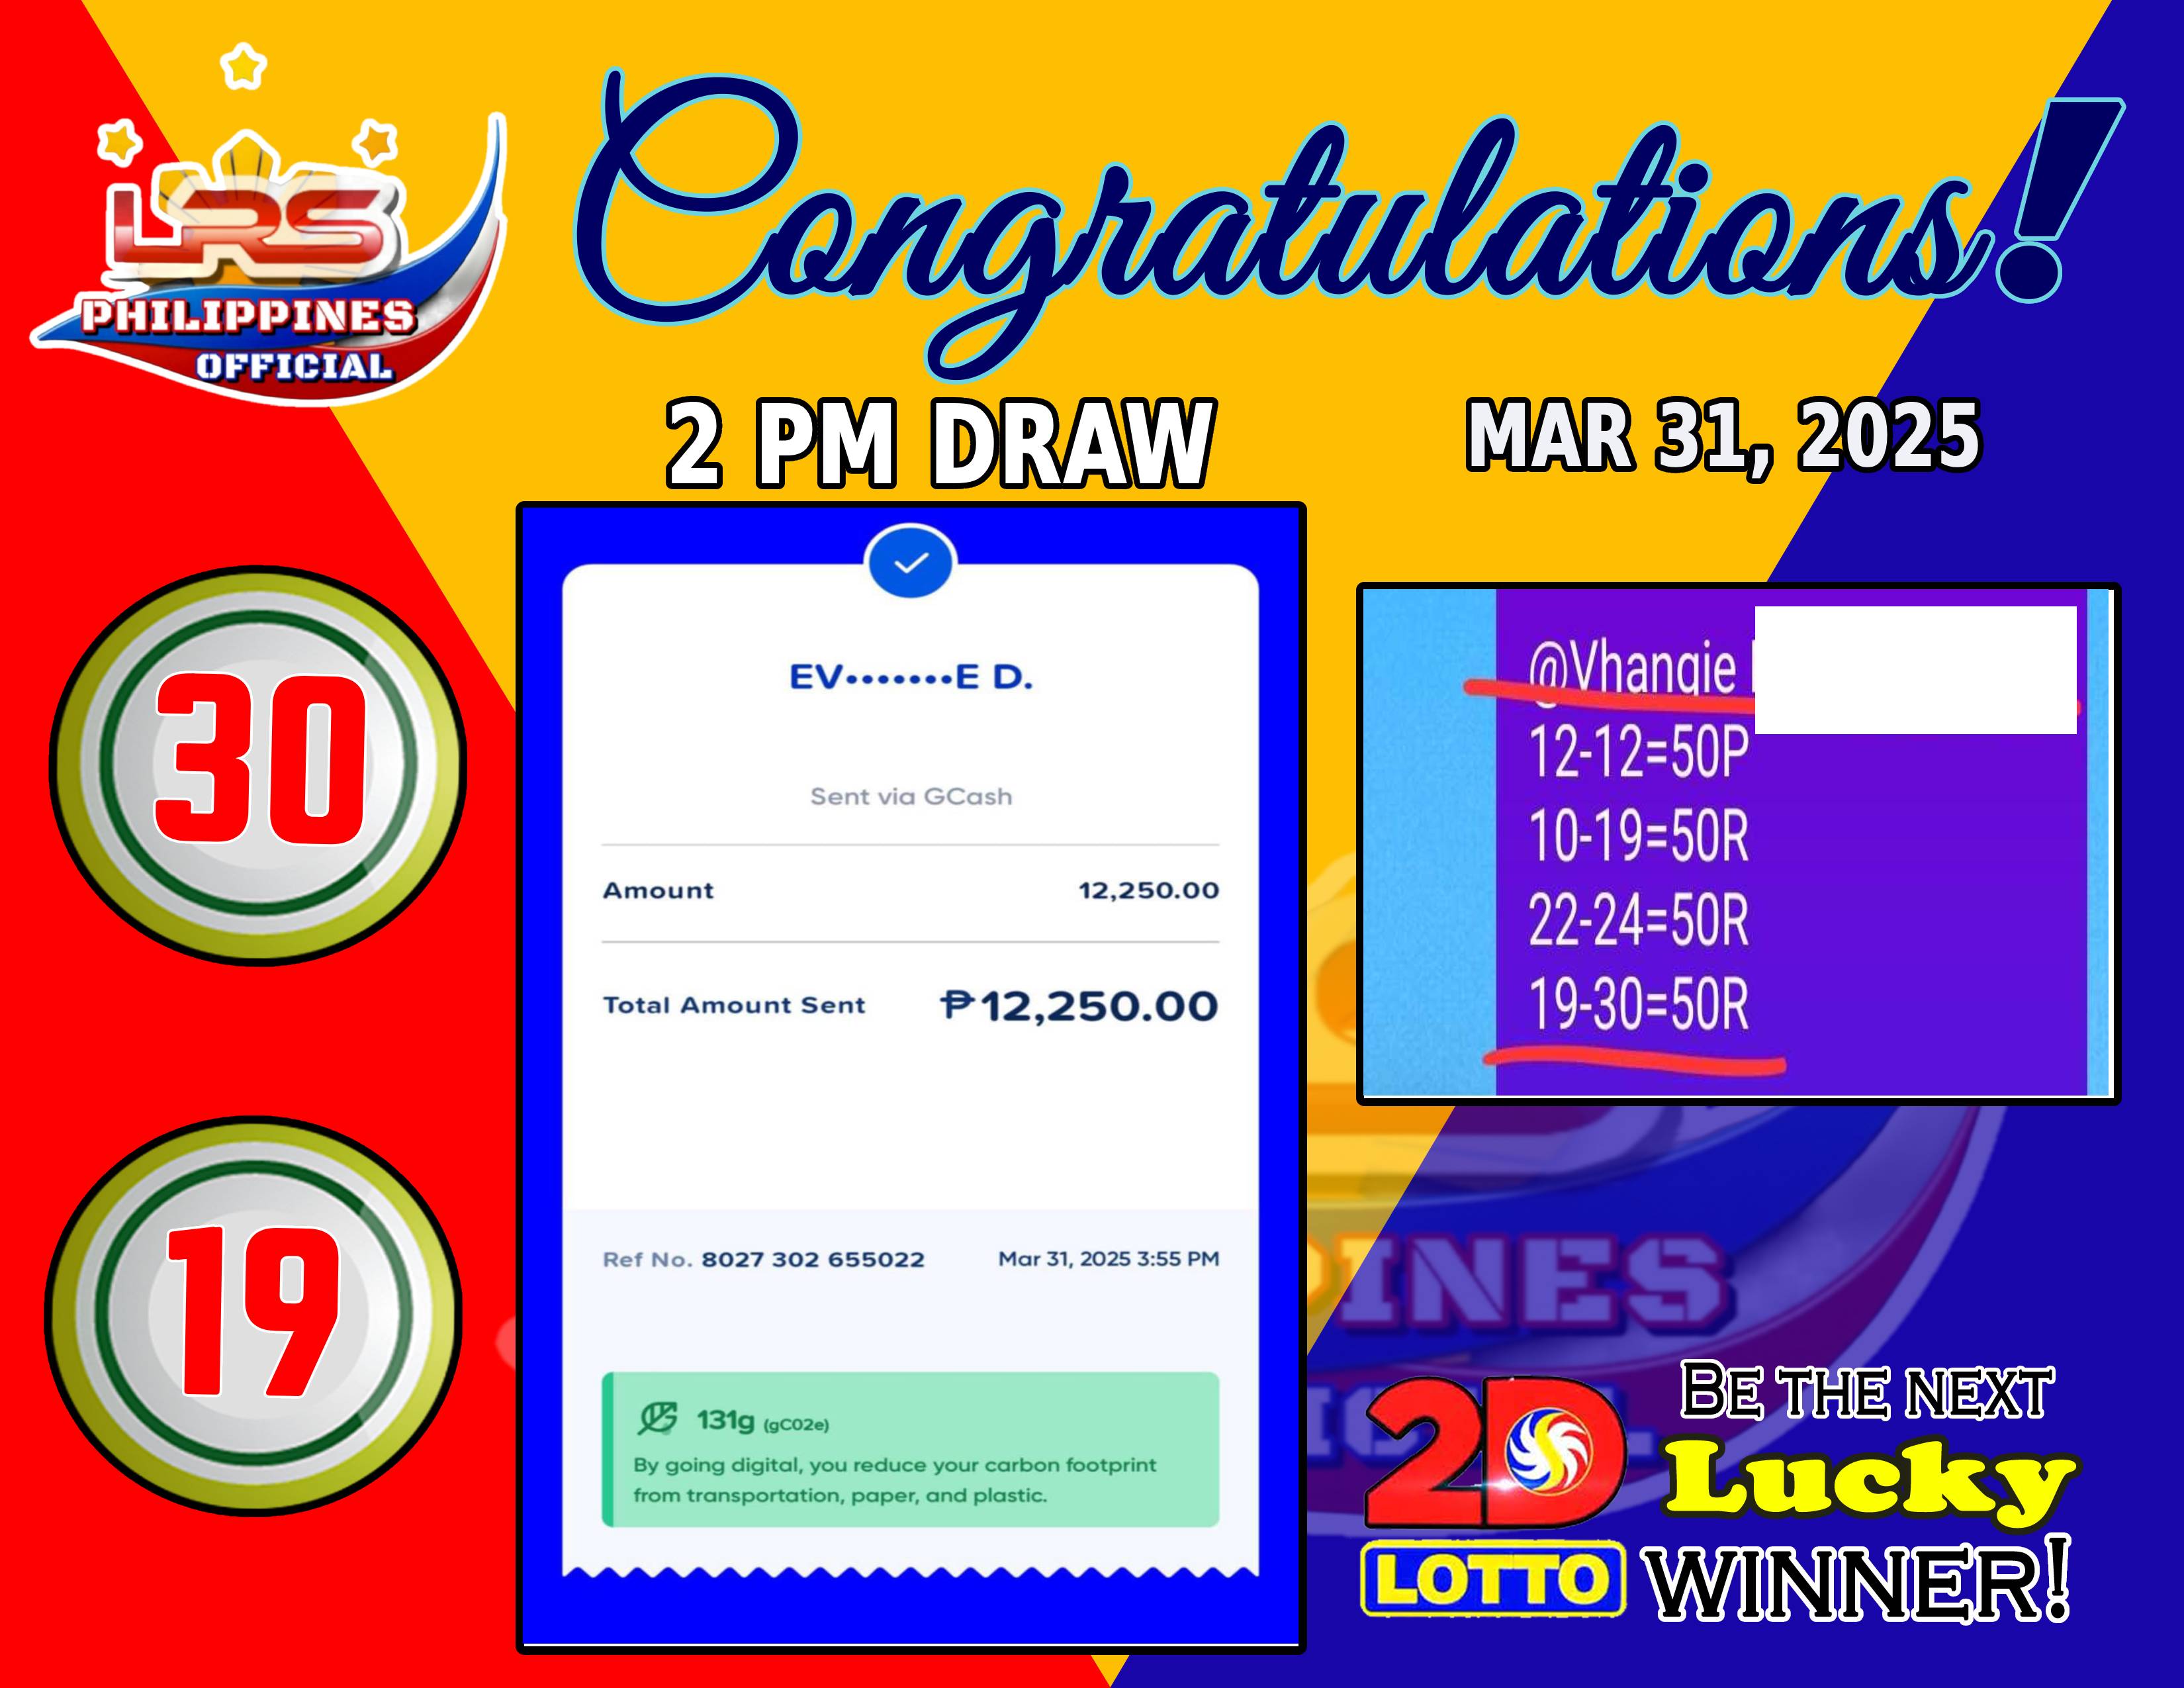 LRS
PHILIPPINES
OFFICIAL
Congratulations!
2 PM DRAW
MAR 31, 2025
30
19
EV•••••••E D.
Sent via GCash
Amount 12,250.00
Total Amount Sent ₱12,250.00
Ref No. 8027 302 655022 Mar 31, 2025 3:55 PM
131g (gCO2e)
By going digital, you reduce your carbon footprint
from transportation, paper, and plastic.
@Vhangie
12-12=50P
10-19=50R
22-24=50R
19-30=50R
PINES
2D
LOTTO
BE THE NEXT
Lucky
WINNER!